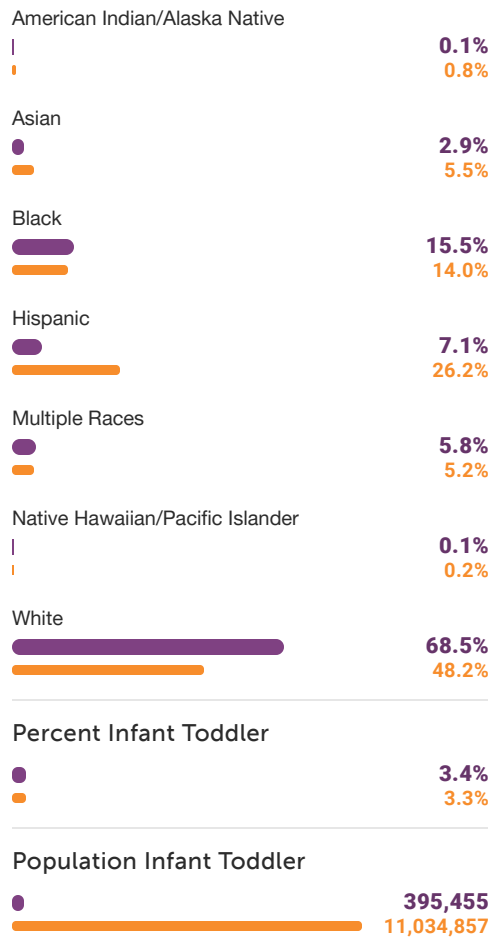 American Indian/Alaska Native
0.1%
0.8%
Asian
2.9%
5.5%
Black
15.5%
14.0%
Hispanic
7.1%
26.2%
Multiple Races
5.8%
5.2%
Native Hawaiian/Pacific Islander
0.1%
0.2%
White
68.5%
48.2%
Percent Infant Toddler
3.4%
3.3%
Population Infant Toddler
395,455
11,034,857